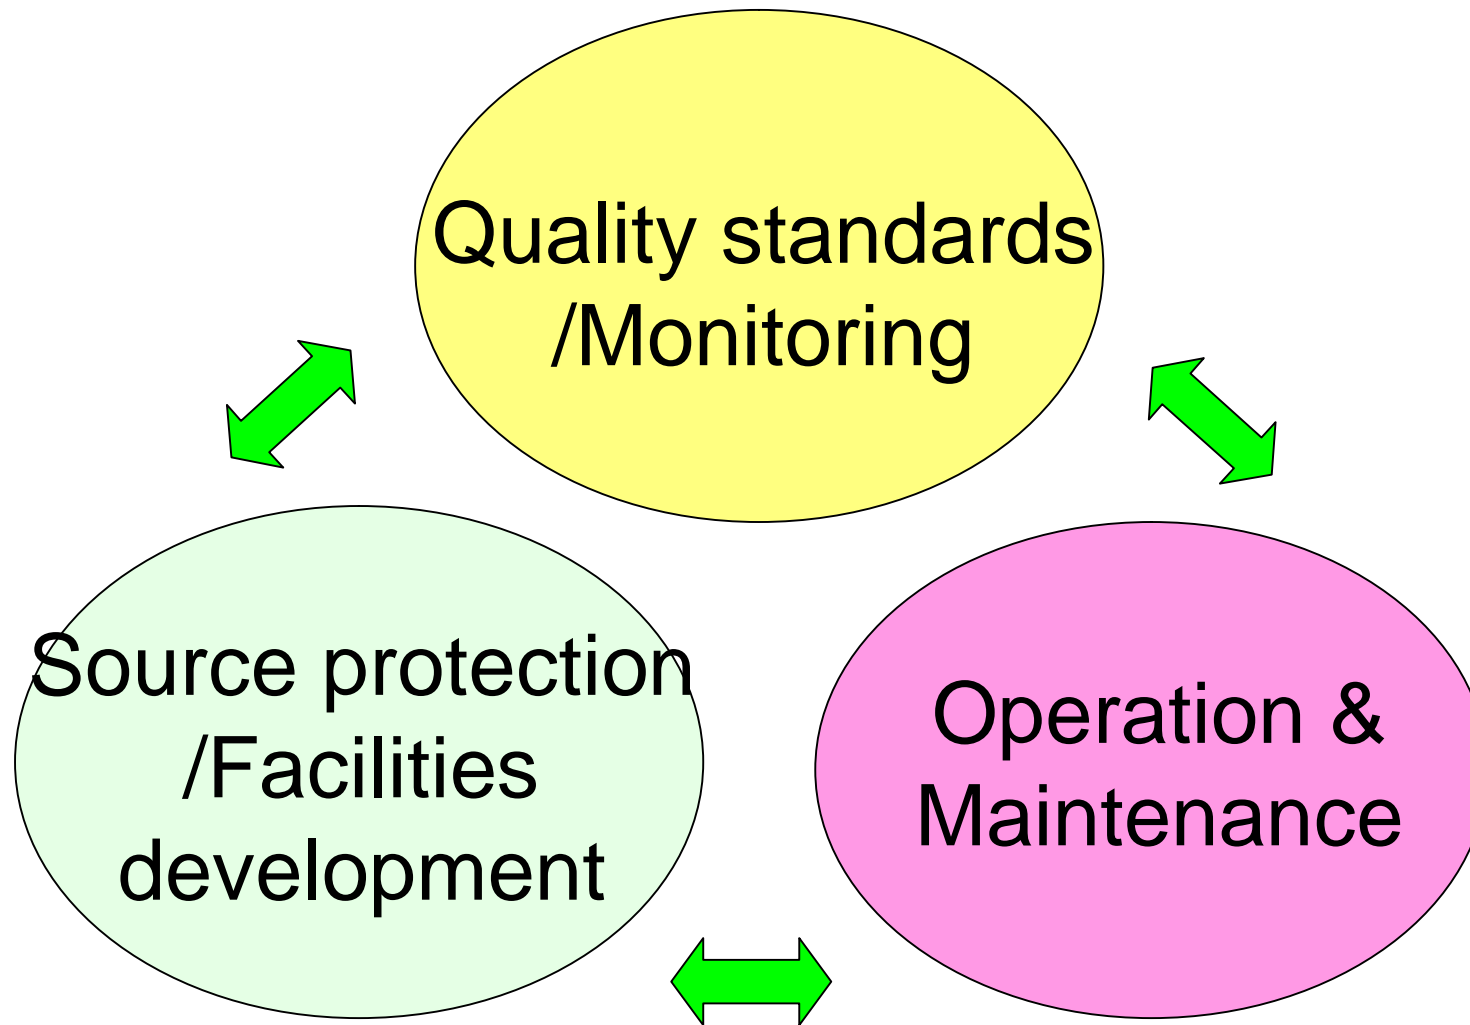 Quality standards
/Monitoring
Source protection
/Facilities
development
Operation &
Maintenance